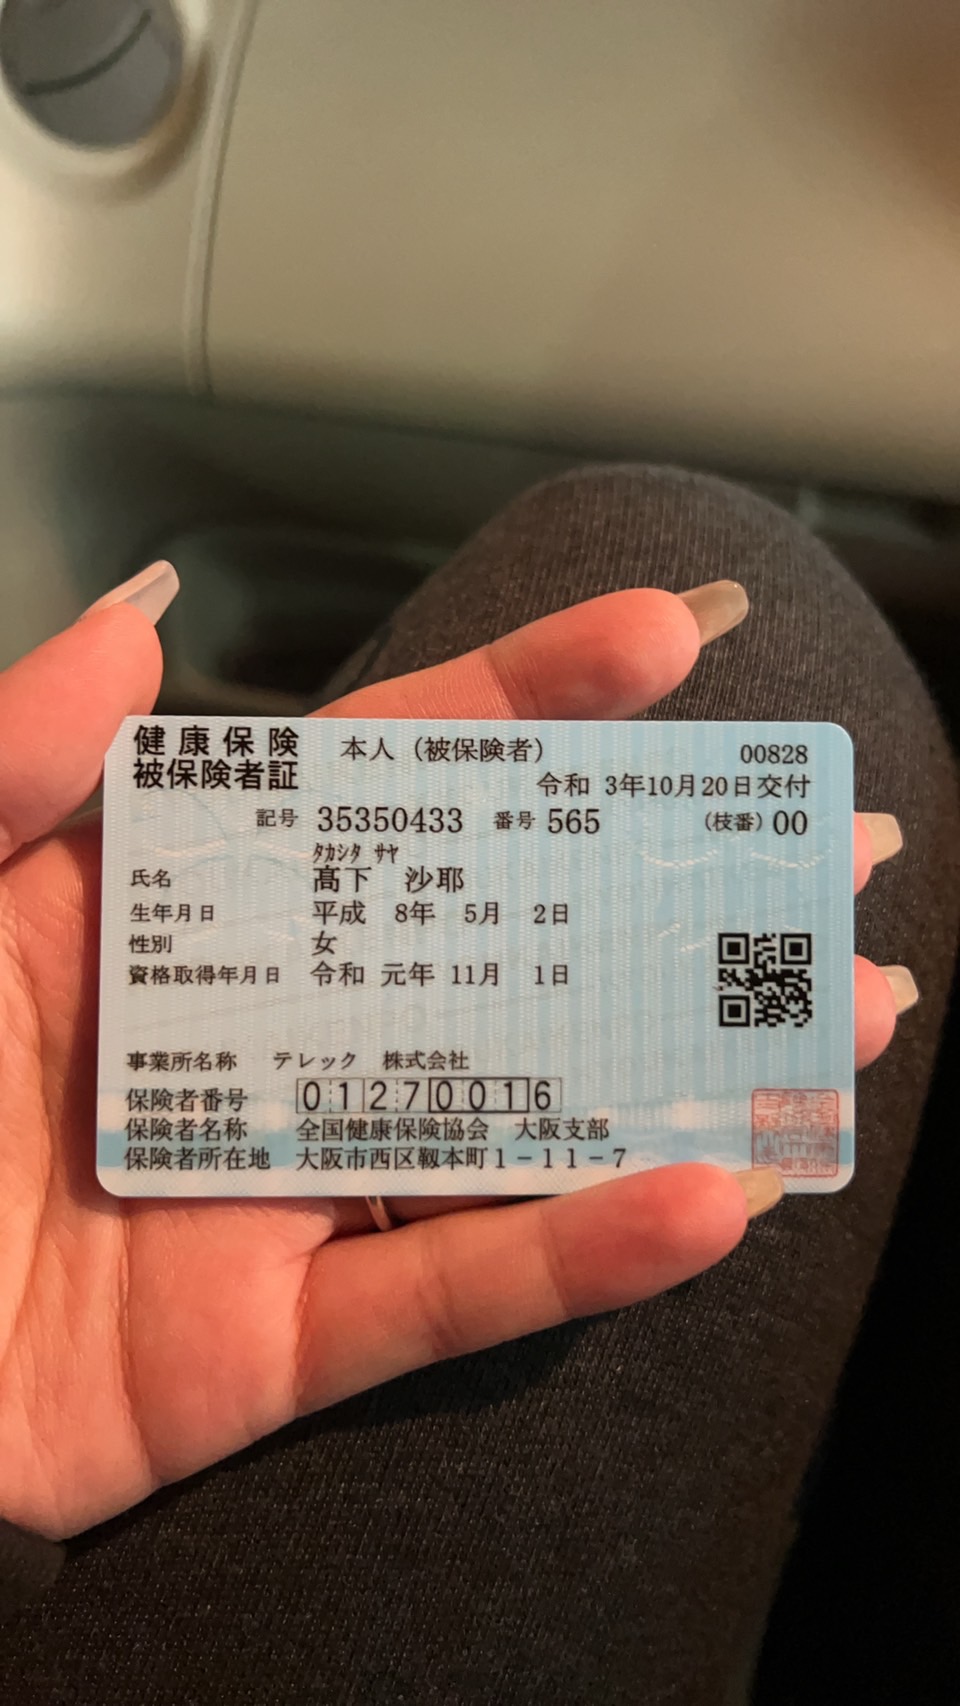 健康保険 本人(被保険者) 00828
被保険者証 令和 3年10月20日交付
記号 35350433 番号 565 (枝番) 00
ﾀｶｼﾀ ｻﾔ
氏名 髙下 沙耶
生年月日 平成 8年 5月 2日
性別 女
資格取得年月日 令和 元年 11月 1日
事業所名称 テレック 株式会社
保険者番号 01270016
保険者名称 全国健康保険協会 大阪支部
保険者所在地 大阪市西区靱本町1-11-7